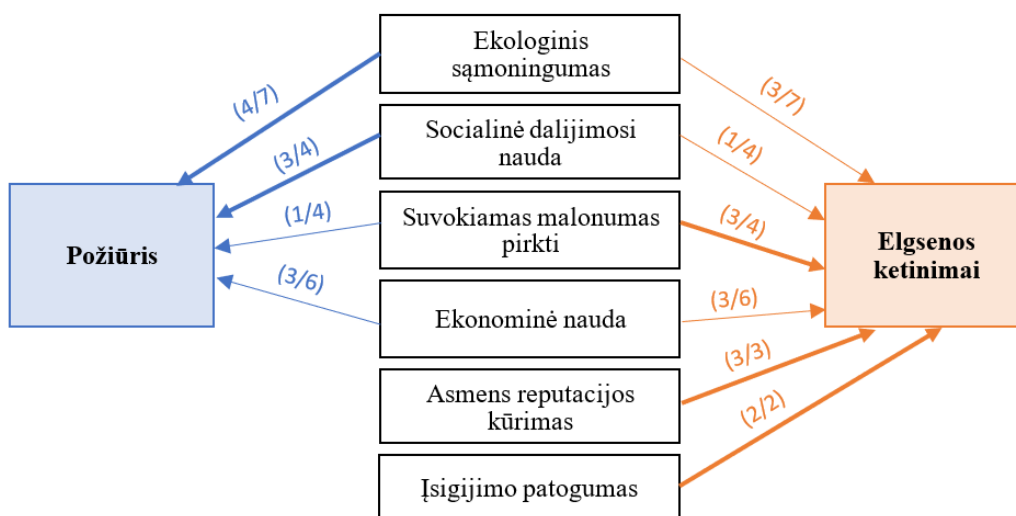 Ekologinis
sąmoningumas
(4/7)
(3/7)
Socialinė dalijimosi
nauda
(3/4)
(1/4)
Požiūris
Suvokiamas malonumas
pirkti
(1/4)
(3/4)
Elgsenos
ketinimai
(3/6)
Ekonominė nauda
(3/6)
Asmens reputacijos
kūrimas
(3/3)
(2/2)
Įsigijimo patogumas